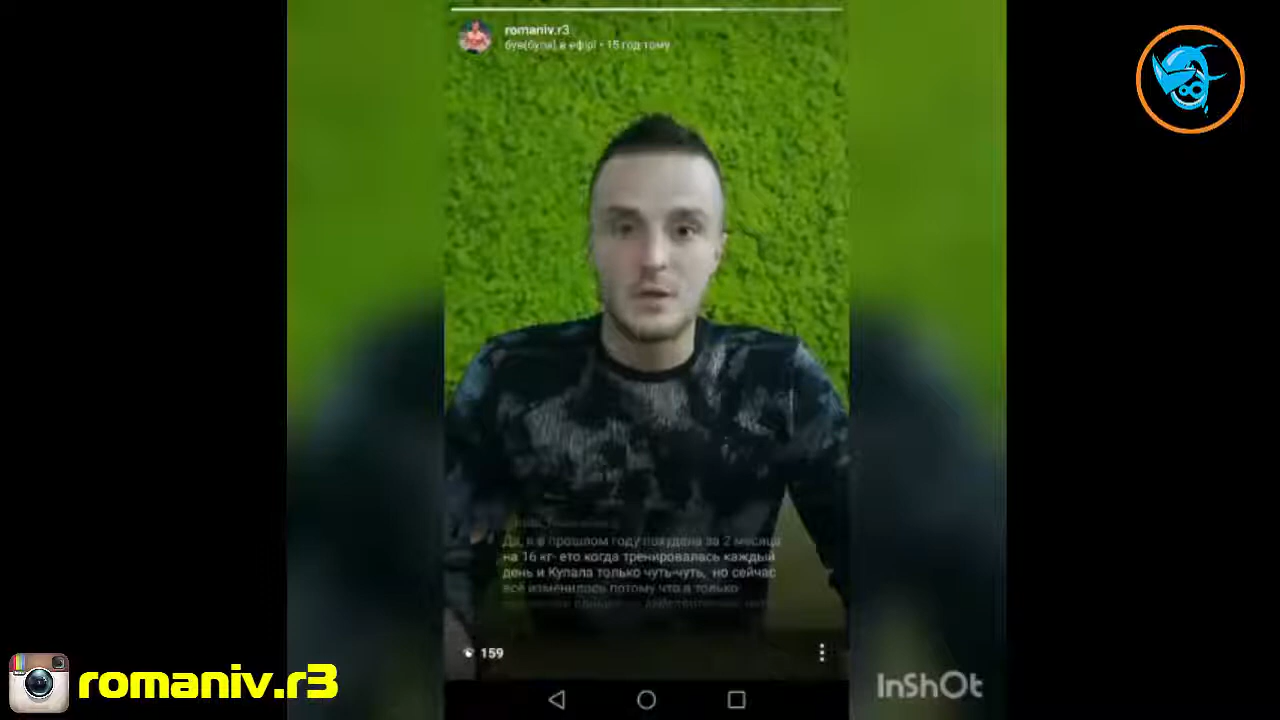 romaniv.r3
був(була) в ефірі • 15 год тому
Да, я в прошлом году похудела за 2 месяца
на 16 кг- ето когда тренировалась каждый
день и Купала только чуть-чуть, но сейчас
всё изменилось потому что я только
159
InShOt
romaniv.r3